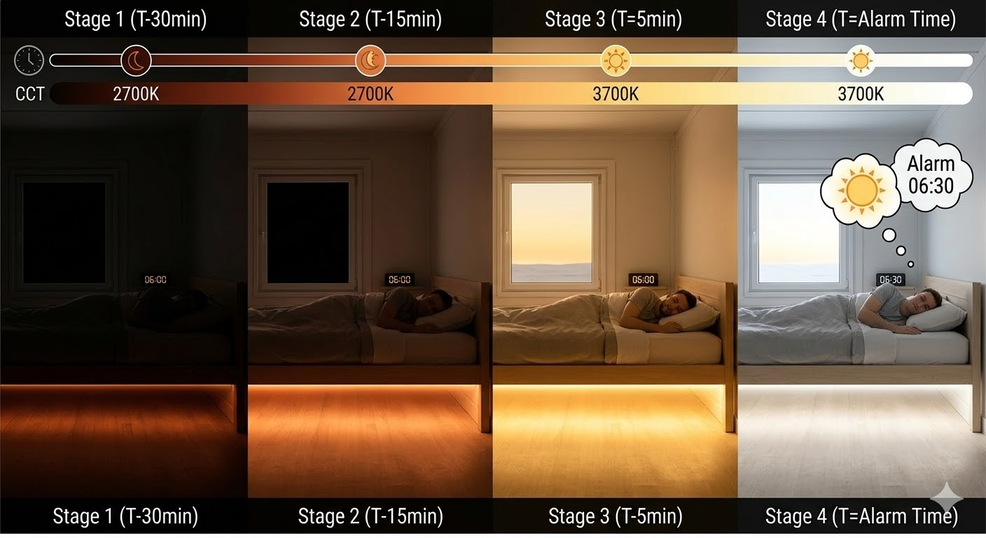 Stage 1 (T-30min)
Stage 2 (T-15min)
Stage 3 (T=5min)
Stage 4 (T=Alarm Time)
CCT
2700K
2700K
3700K
3700K
Alarm
06:30
06:00
06:00
05:00
06:30
Stage 1 (T-30min)
Stage 2 (T-15min)
Stage 3 (T-5min)
Stage 4 (T=Alarm Time)